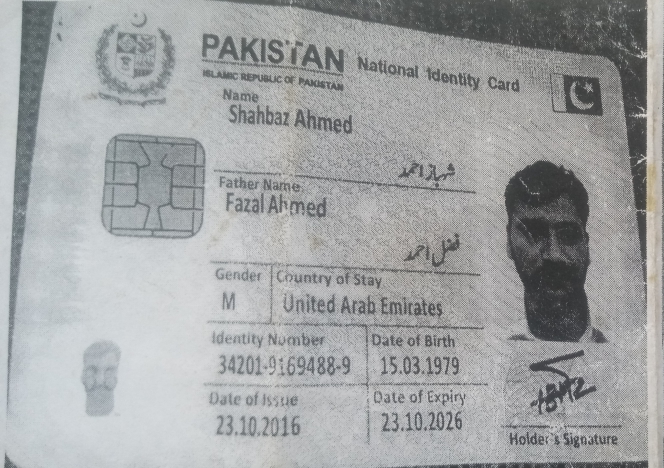 PAKISTAN National Identity Card
ISLAMIC REPUBLIC OF PAKISTAN
Name
Shahbaz Ahmed
شہباز احمد
Father Name
Fazal Ahmed
فضل احمد
Gender Country of Stay
M United Arab Emirates
Identity Number Date of Birth
34201-9169488-9 15.03.1979
Date of Issue Date of Expiry
23.10.2016 23.10.2026
Holder's Signature